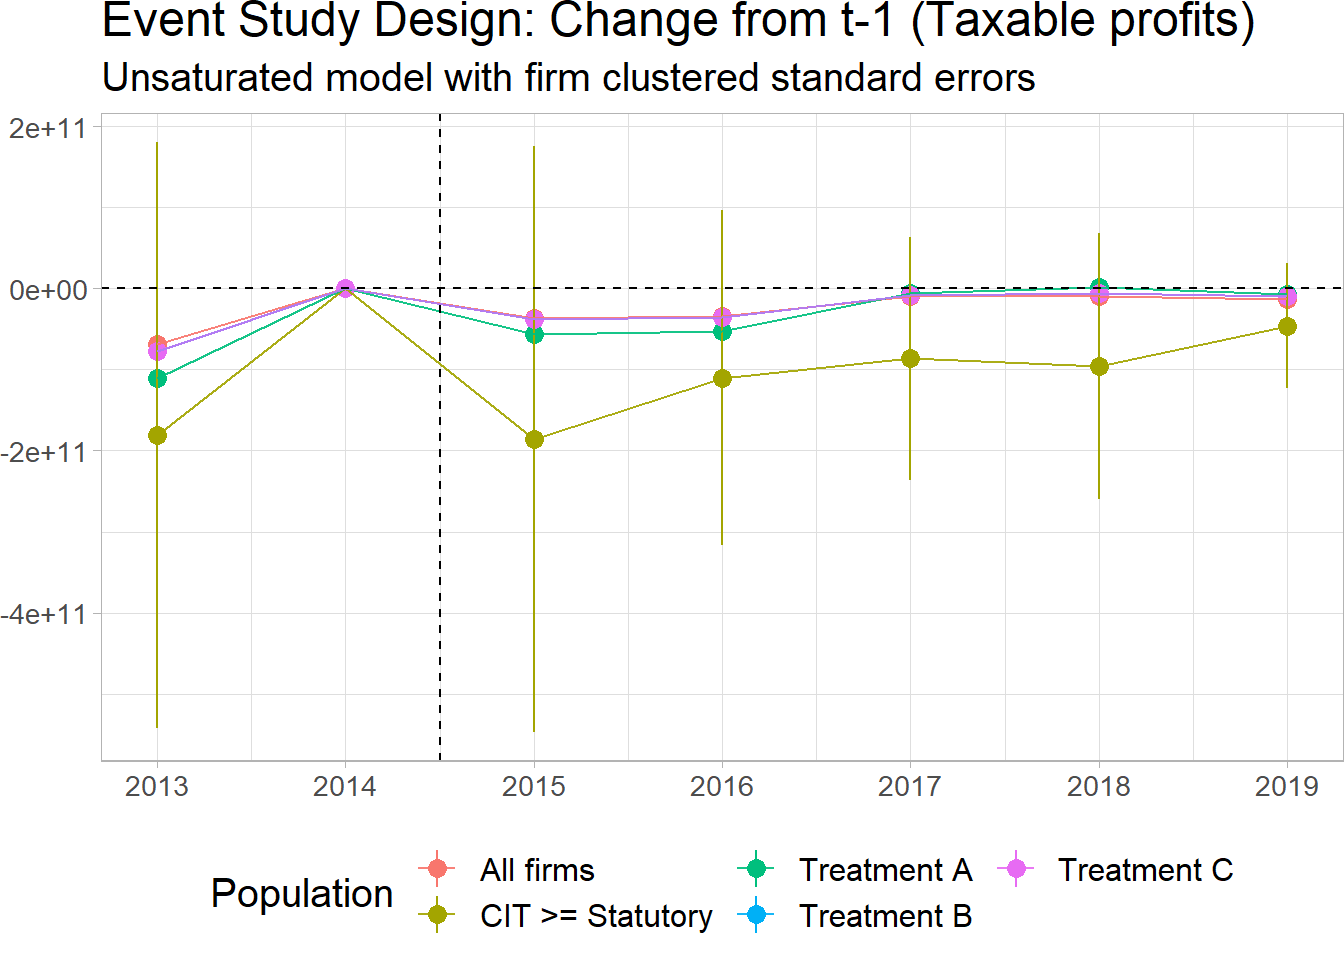 Event Study Design: Change from t-1 (Taxable profits)
Unsaturated model with firm clustered standard errors
2e+11
0e+00
-2e+11
-4e+11
2013 2014 2015 2016 2017 2018 2019
Population
All firms
CIT >= Statutory
Treatment A
Treatment B
Treatment C